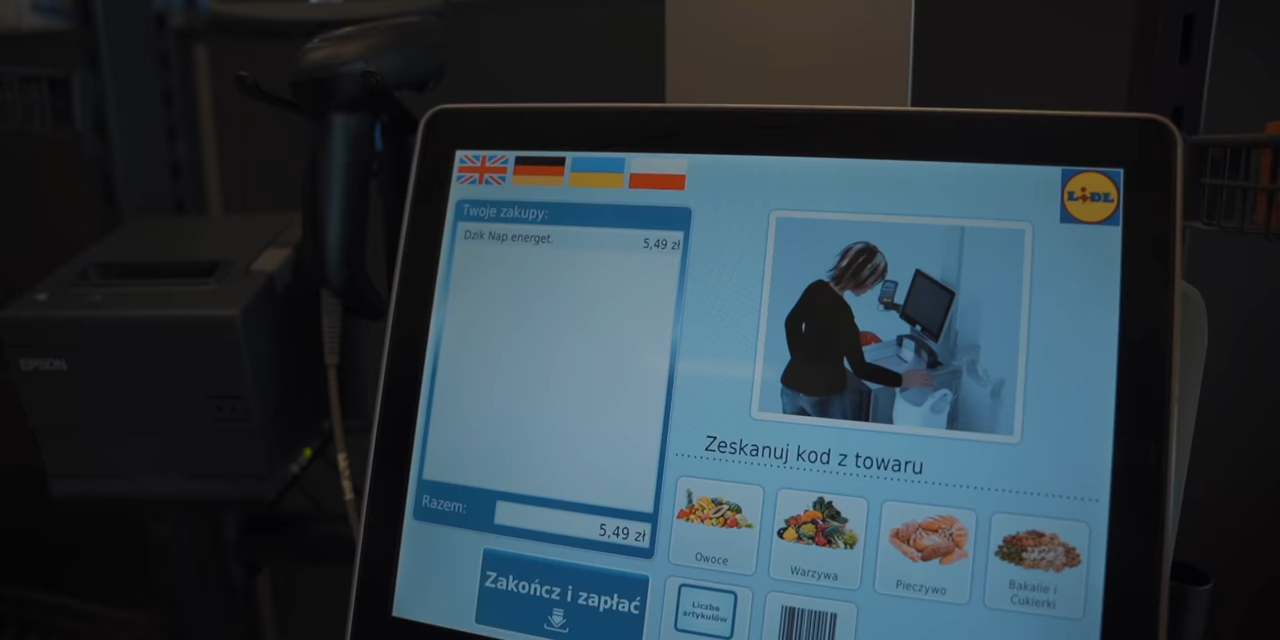 LIDL
Twoje zakupy:
Dzik Nap.energet. 5,49 zł
Razem:
5,49 zł
Zakończ i zapłać
Zeskanuj kod z towaru
Owoce
Warzywa
Pieczywo
Bakalie i
Cukierki
Liczba
artykułów
EPSON